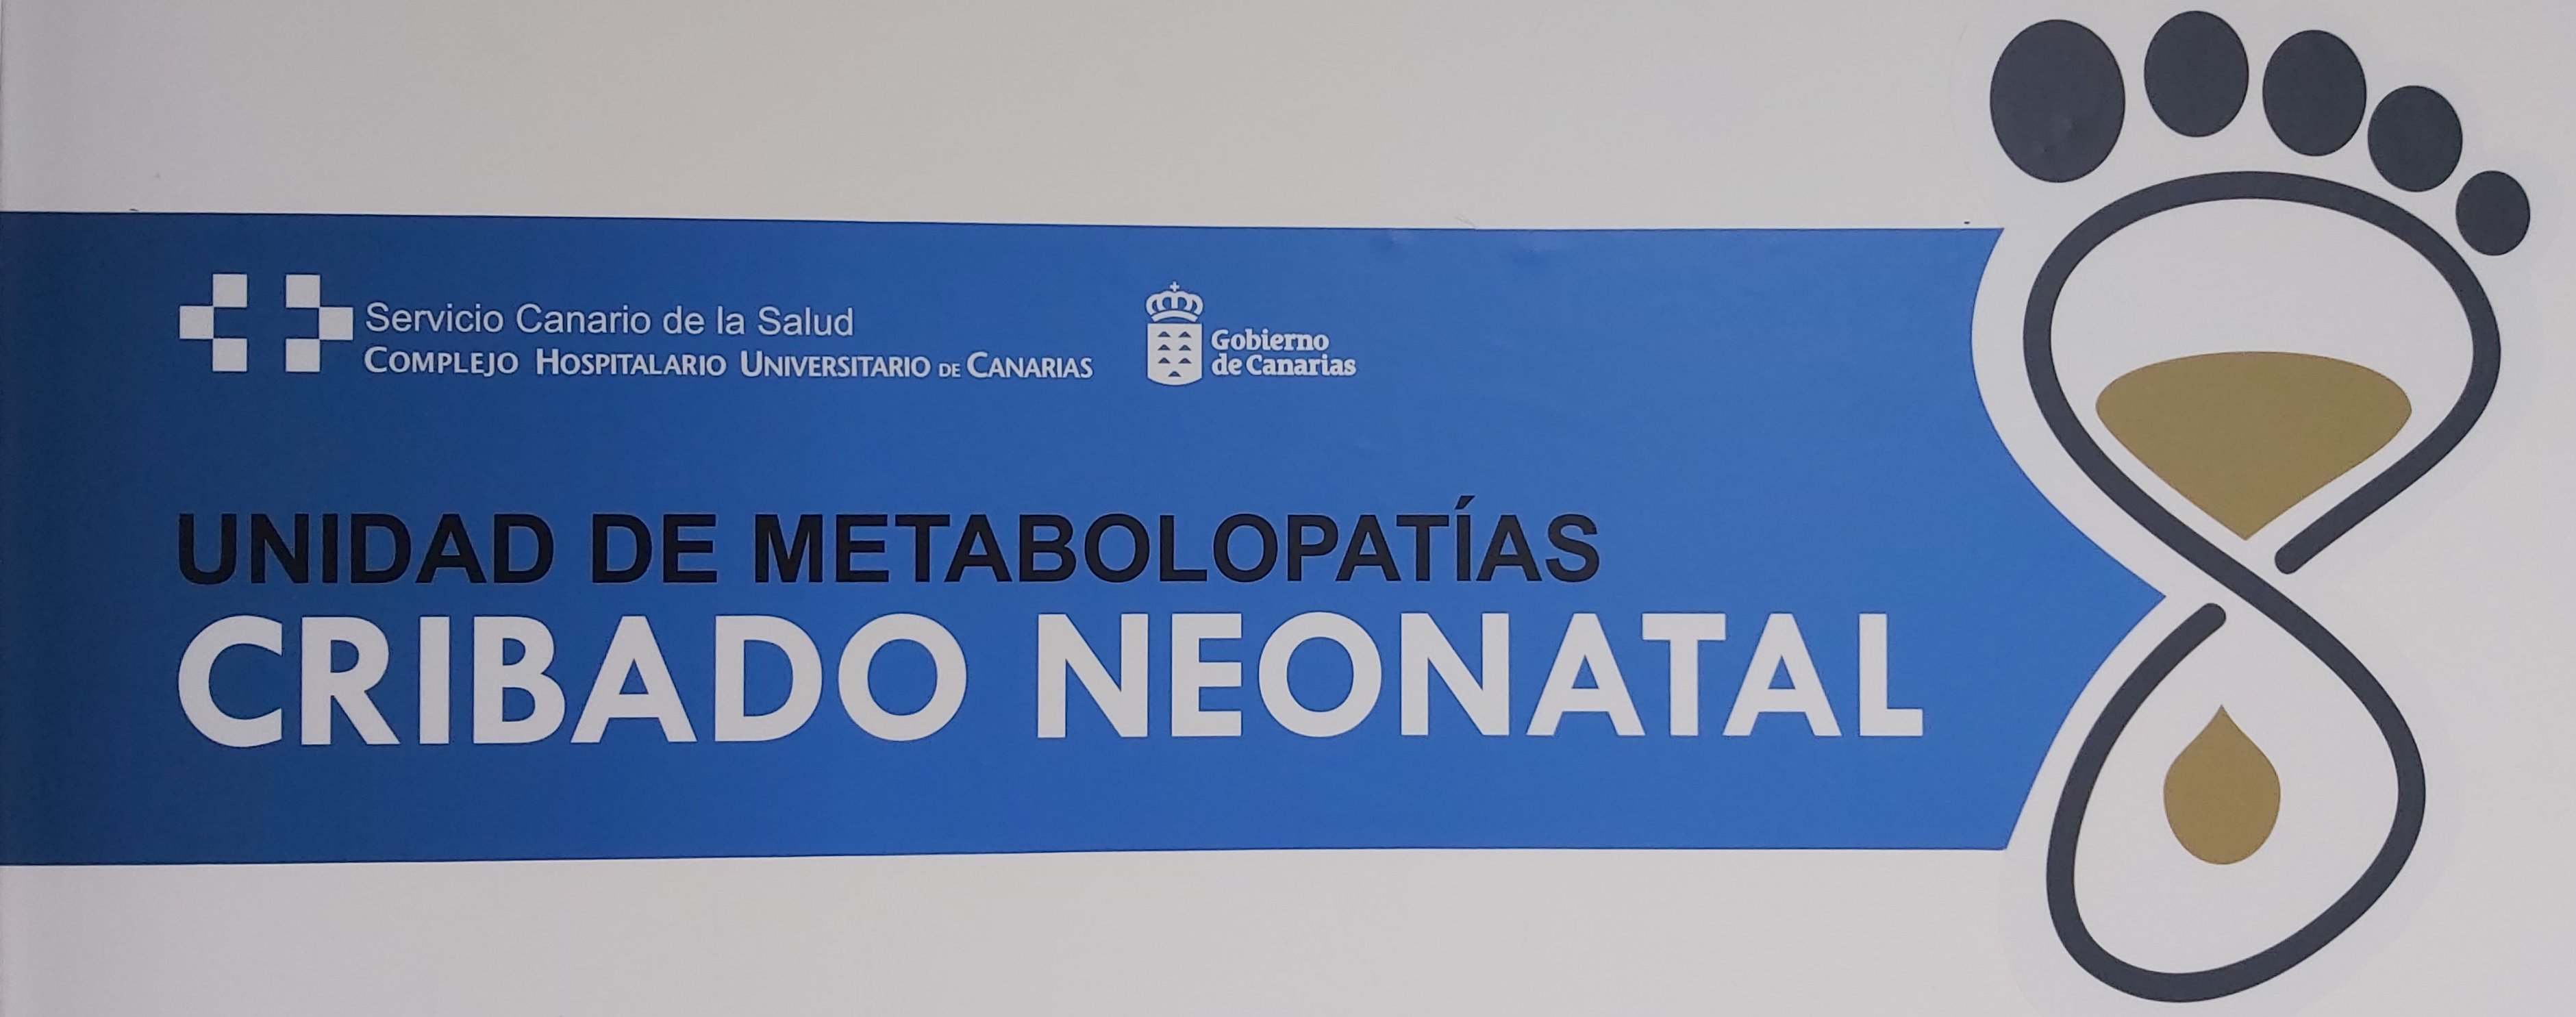 Servicio Canario de la Salud
COMPLEJO HOSPITALARIO UNIVERSITARIO DE CANARIAS
Gobierno
de Canarias
UNIDAD DE METABOLOPATÍAS
CRIBADO NEONATAL